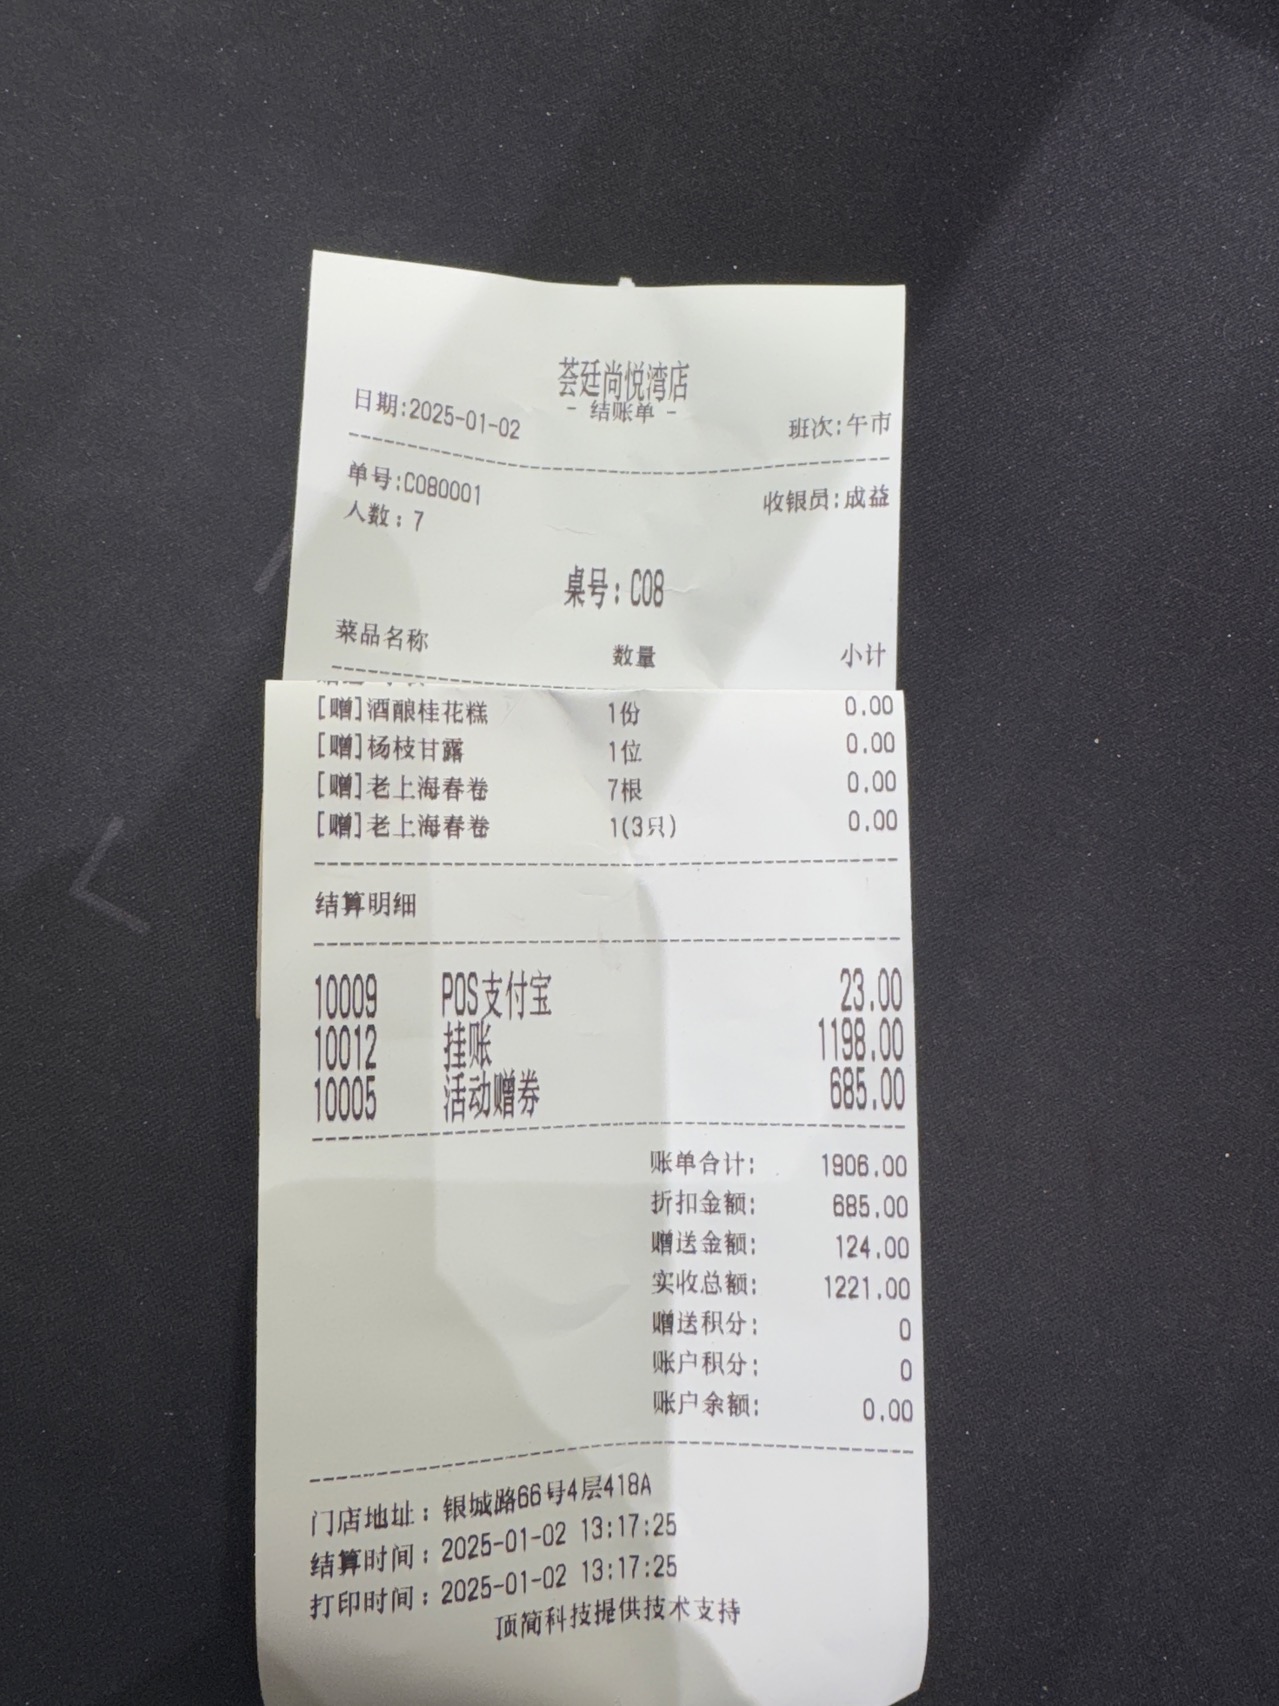 荟廷尚悦湾店
- 结账单 -
日期:2025-01-02 班次:午市
单号:C080001 收银员:成益
人数:7
桌号:C08
菜品名称 数量 小计
[赠]酒酿桂花糕 1份 0.00
[赠]杨枝甘露 1位 0.00
[赠]老上海春卷 7根 0.00
[赠]老上海春卷 1(3只) 0.00
结算明细
10009 POS支付宝 23.00
10012 挂账 1198.00
10005 活动赠券 685.00
账单合计: 1906.00
折扣金额: 685.00
赠送金额: 124.00
实收总额: 1221.00
赠送积分: 0
账户积分: 0
账户余额: 0.00
门店地址:银城路66号4层418A
结算时间:2025-01-02 13:17:25
打印时间:2025-01-02 13:17:25
顶简科技提供技术支持